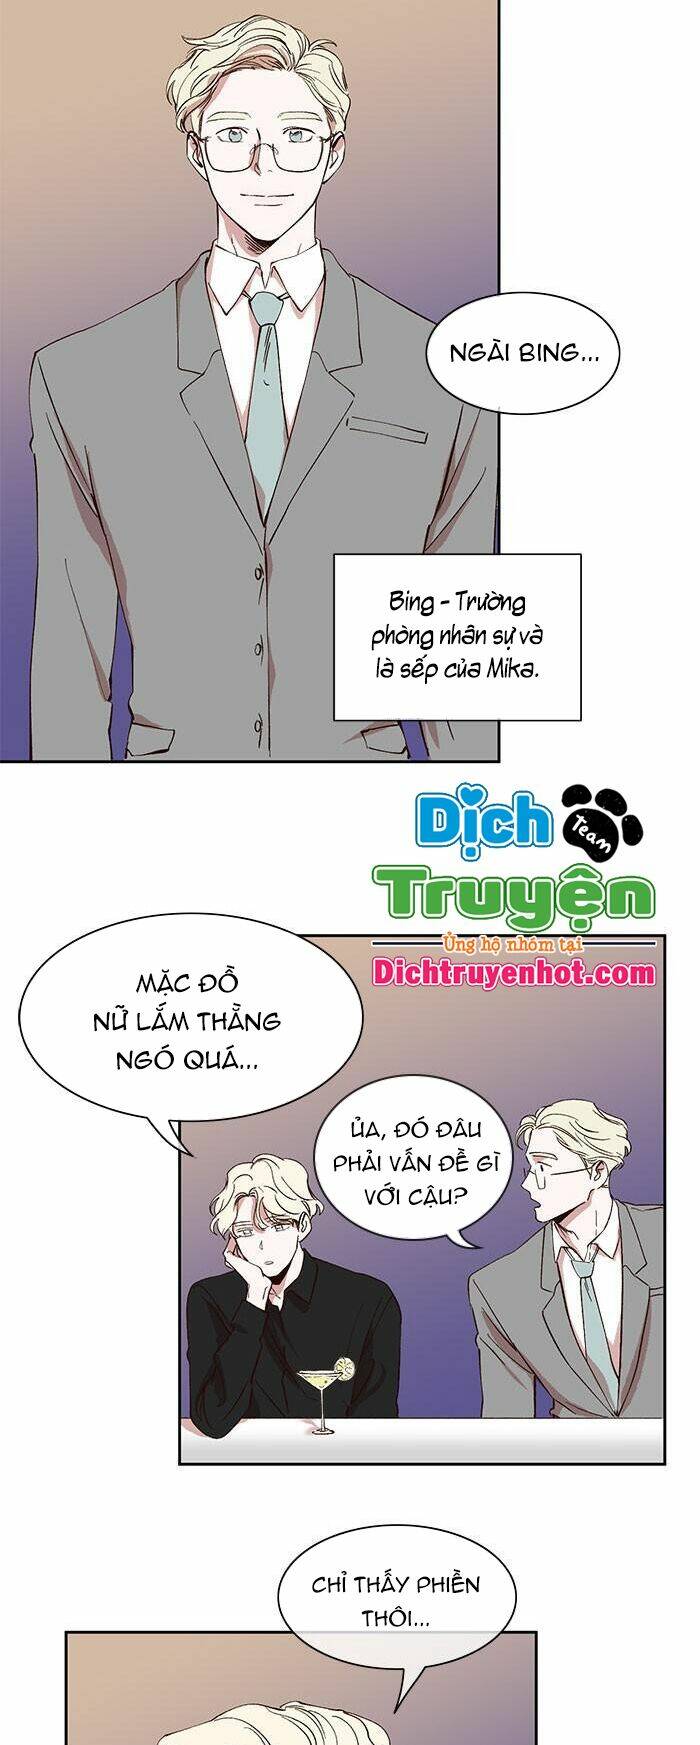 NGÀI BING...
Bing - Trường
phòng nhân sự và
là sếp của Mika.
Dịch
Team
Truyện
Ủng hộ nhóm tại
Dichtruyenhot.com
MẶC ĐỒ
NỮ LẮM THẰNG
NGÓ QUÁ...
ỦA, ĐÓ ĐÂU
PHẢI VẤN ĐỀ GÌ
VỚI CẬU?
CHỈ THẤY PHIỀN
THÔI...